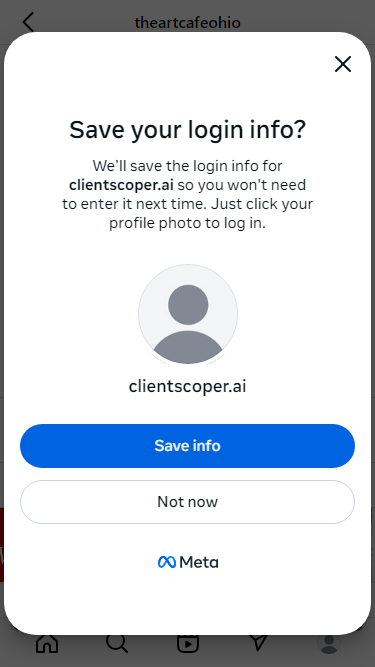 theartcafeohio
Save your login info?
We'll save the login info for
clientscoper.ai so you won't need
to enter it next time. Just click your
profile photo to log in.
clientscoper.ai
Save info
Not now
Meta